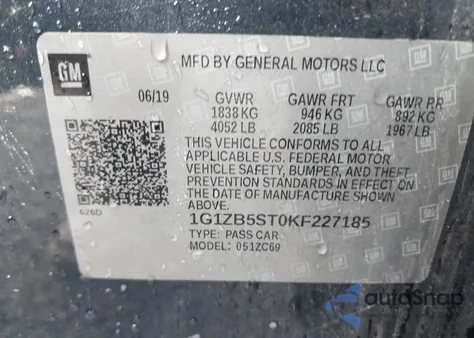 GM
MFD BY GENERAL MOTORS LLC
06/19 GVWR GAWR FRT GAWR RR
1838 KG 946 KG 892 KG
4052 LB 2085 LB 1967 LB
THIS VEHICLE CONFORMS TO ALL
APPLICABLE U.S. FEDERAL MOTOR
VEHICLE SAFETY, BUMPER, AND THEFT
PREVENTION STANDARDS IN EFFECT ON
THE DATE OF MANUFACTURE SHOWN
ABOVE.
1G1ZB5ST0KF227185
626D
TYPE: PASS CAR
MODEL: 051ZC69
autoSnap